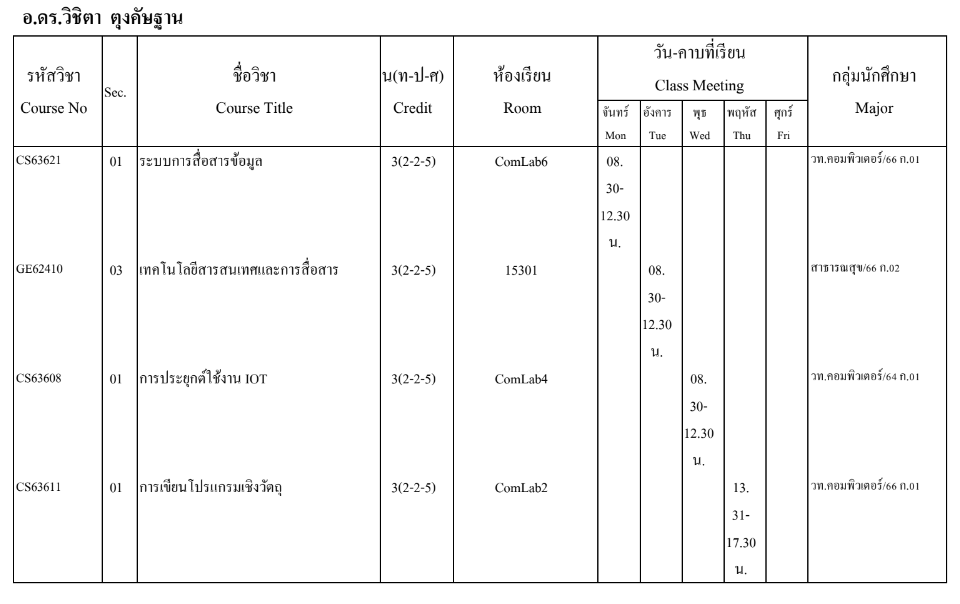 อ.ดร.วิชิตา ตุงคัษฐาน
รหัสวิชา Sec. ชื่อวิชา น(ท-ป-ศ) ห้องเรียน วัน-คาบที่เรียน กลุ่มนักศึกษา
Course No Course Title Credit Room Class Meeting Major
จันทร์ อังคาร พุธ พฤหัส ศุกร์
Mon Tue Wed Thu Fri
CS63621 01 ระบบการสื่อสารข้อมูล 3(2-2-5) ComLab6 08. วท.คอมพิวเตอร์/66 ก.01
30-
12.30
น.
GE62410 03 เทคโนโลยีสารสนเทศและการสื่อสาร 3(2-2-5) 15301 08. สาธารณสุข/66 ก.02
30-
12.30
น.
CS63608 01 การประยุกต์ใช้งาน IOT 3(2-2-5) ComLab4 08. วท.คอมพิวเตอร์/64 ก.01
30-
12.30
น.
CS63611 01 การเขียนโปรแกรมเชิงวัตถุ 3(2-2-5) ComLab2 13. วท.คอมพิวเตอร์/66 ก.01
31-
17.30
น.